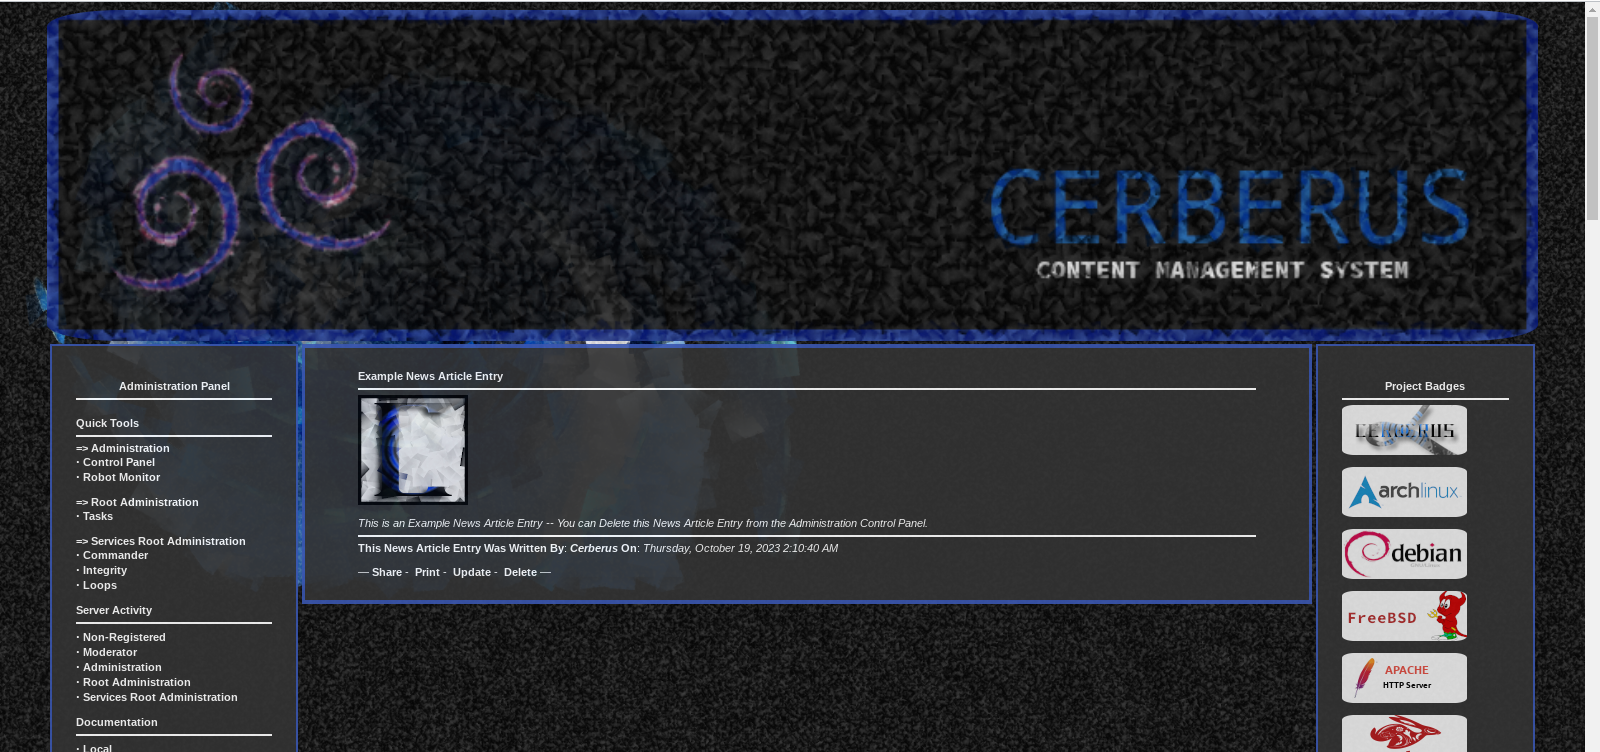 CERBERUS
CONTENT MANAGEMENT SYSTEM
Administration Panel
Quick Tools
=> Administration
· Control Panel
· Robot Monitor
=> Root Administration
· Tasks
=> Services Root Administration
· Commander
· Integrity
· Loops
Server Activity
· Non-Registered
· Moderator
· Administration
· Root Administration
· Services Root Administration
Documentation
· Local
Example News Article Entry
This is an Example News Article Entry -- You can Delete this News Article Entry from the Administration Control Panel.
This News Article Entry Was Written By: Cerberus On: Thursday, October 19, 2023 2:10:40 AM
— Share - Print - Update - Delete —
Project Badges
CERBERUS
archlinux
debian
FreeBSD
APACHE
HTTP Server